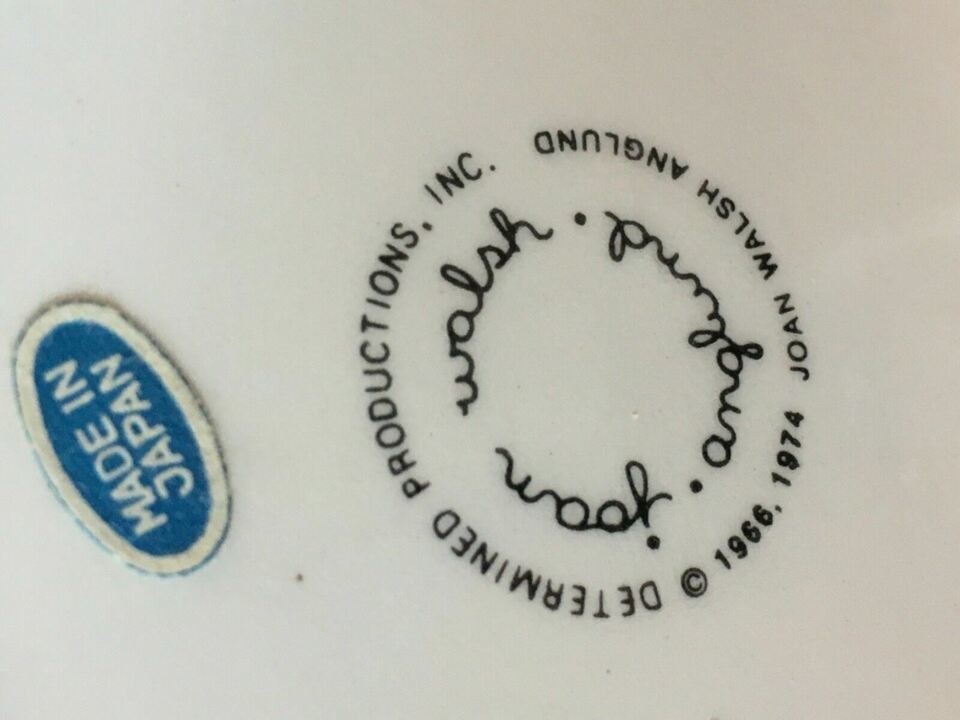 MADE IN
JAPAN
DETERMINED PRODUCTIONS, INC.
© 1966, 1974 JOAN WALSH ANGLUND
joan walsh • anglund •